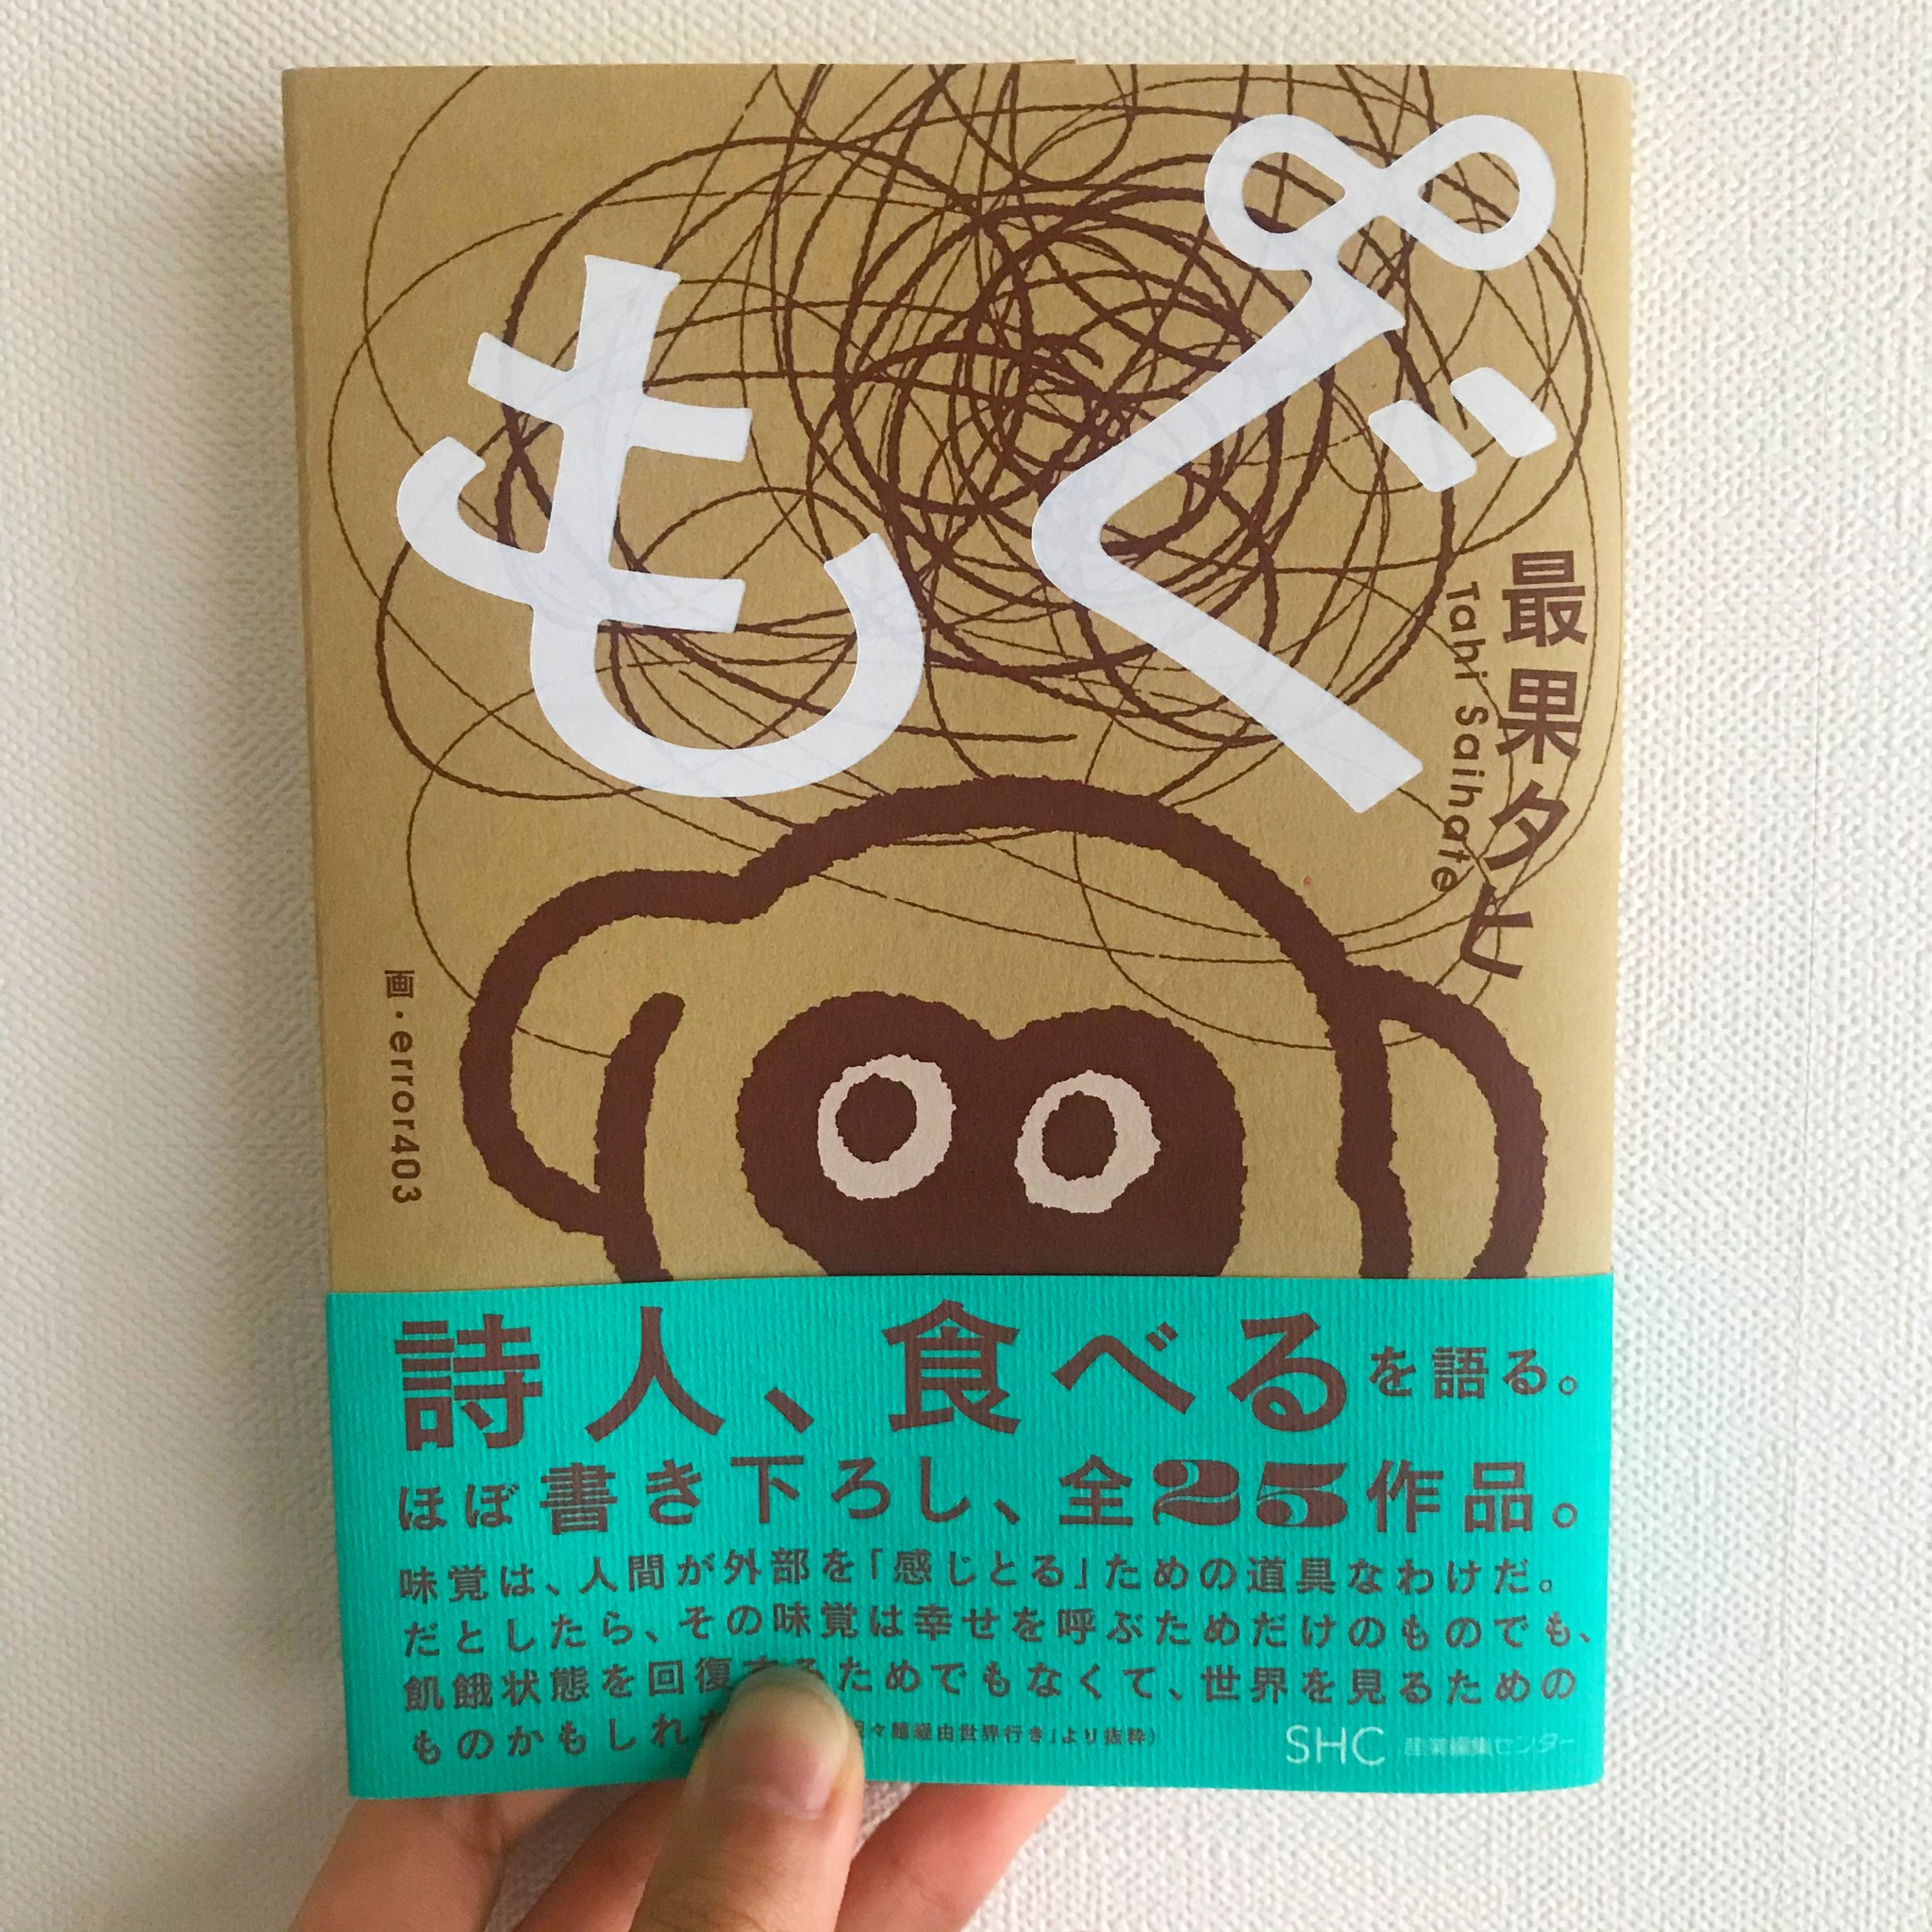 もぐ∞
最果タヒ
Tahi Saihate
画・error403
詩人、食べるを語る。
ほぼ書き下ろし、全25作品。
味覚は、人間が外部を「感じとる」ための道具なわけだ。
だとしたら、その味覚は幸せを呼ぶためだけのものでも、
飢餓状態を回復するためでもなくて、世界を見るための
ものかもしれな
経由世界行き」より抜粋）
SHC 産業編集センター